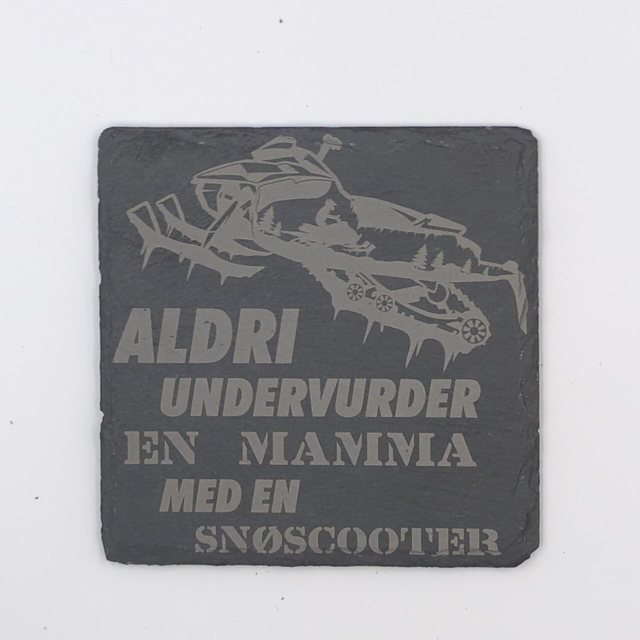 ALDRI
UNDERVURDER
EN MAMMA
MED EN
SNØSCOOTER